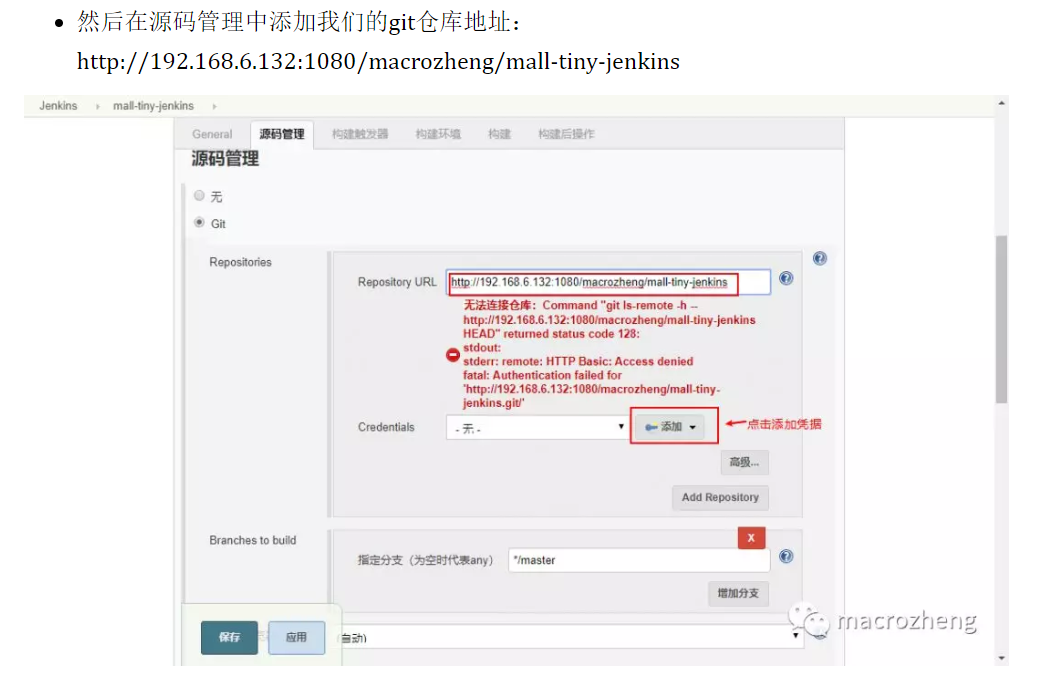 然后在源码管理中添加我们的git仓库地址：
http://192.168.6.132:1080/macrozheng/mall-tiny-jenkins
Jenkins
mall-tiny-jenkins
General
源码管理
构建触发器
构建环境
构建
构建后操作
源码管理
无
Git
Repositories
Repository URL
http://192.168.6.132:1080/macrozheng/mall-tiny-jenkins
无法连接仓库：Command "git ls-remote -h --
http://192.168.6.132:1080/macrozheng/mall-tiny-jenkins
HEAD" returned status code 128:
stdout:
stderr: remote: HTTP Basic: Access denied
fatal: Authentication failed for
'http://192.168.6.132:1080/macrozheng/mall-tiny-
jenkins.git/'
Credentials
- 无 -
添加
点击添加凭据
高级...
Add Repository
Branches to build
X
指定分支（为空时代表any）
*/master
增加分支
macrozheng
保存
应用
自动)